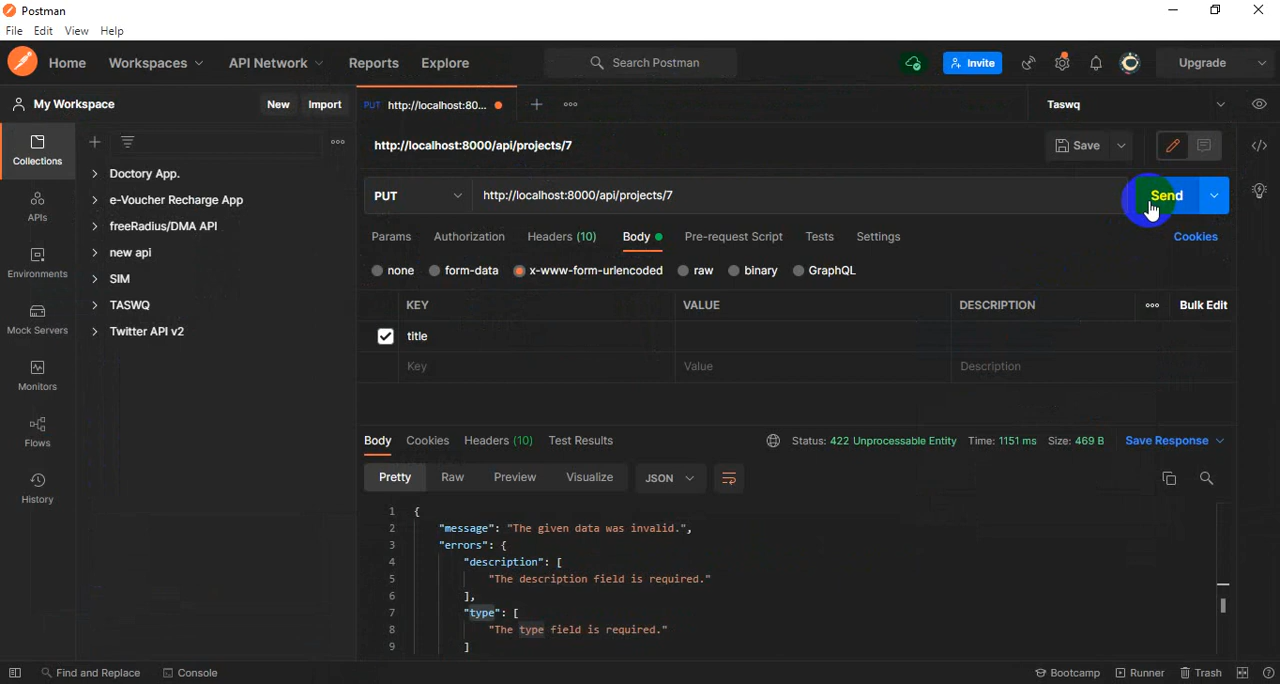 Postman
File Edit View Help
Home Workspaces API Network Reports Explore Search Postman Invite Upgrade
My Workspace New Import PUT http://localhost:80... Taswq
Collections
APIs
Environments
Mock Servers
Monitors
Flows
History
Doctory App.
e-Voucher Recharge App
freeRadius/DMA API
new api
SIM
TASWQ
Twitter API v2
http://localhost:8000/api/projects/7 Save
PUT http://localhost:8000/api/projects/7 Send
Params Authorization Headers (10) Body Pre-request Script Tests Settings Cookies
none form-data x-www-form-urlencoded raw binary GraphQL
KEY VALUE DESCRIPTION Bulk Edit
title
Key Value Description
Body Cookies Headers (10) Test Results Status: 422 Unprocessable Entity Time: 1151 ms Size: 469 B Save Response
Pretty Raw Preview Visualize JSON
1 {
2 "message": "The given data was invalid.",
3 "errors": {
4 "description": [
5 "The description field is required."
6 ],
7 "type": [
8 "The type field is required."
9 ]
Find and Replace Console Bootcamp Runner Trash